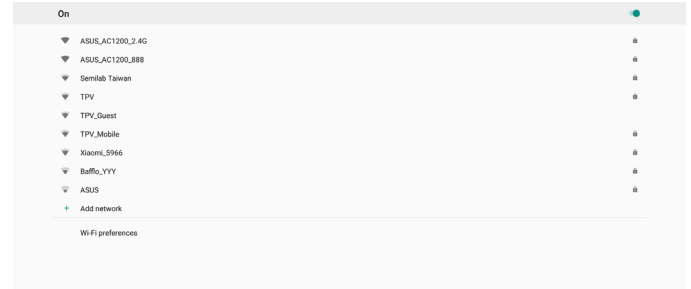 On
ASUS_AC1200_2.4G
ASUS_AC1200_888
Semilab Taiwan
TPV
TPV_Guest
TPV_Mobile
Xiaomi_5966
Bafflo_YYY
ASUS
+ Add network
Wi-Fi preferences